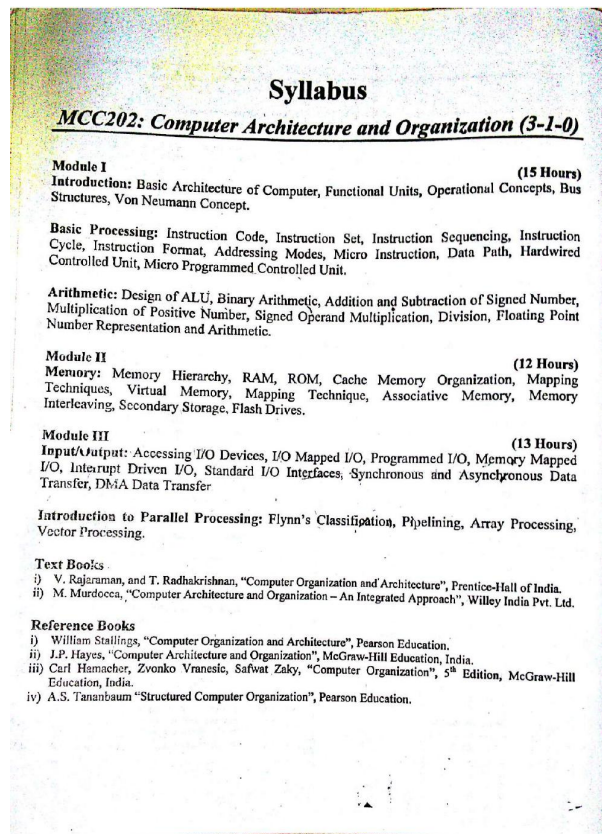 Syllabus
MCC202: Computer Architecture and Organization (3-1-0)
Module I (15 Hours)
Introduction: Basic Architecture of Computer, Functional Units, Operational Concepts, Bus
Structures, Von Neumann Concept.
Basic Processing: Instruction Code, Instruction Set, Instruction Sequencing, Instruction
Cycle, Instruction Format, Addressing Modes, Micro Instruction, Data Path, Hardwired
Controlled Unit, Micro Programmed Controlled Unit.
Arithmetic: Design of ALU, Binary Arithmetic, Addition and Subtraction of Signed Number,
Multiplication of Positive Number, Signed Operand Multiplication, Division, Floating Point
Number Representation and Arithmetic.
Module II (12 Hours)
Memory: Memory Hierarchy, RAM, ROM, Cache Memory Organization, Mapping
Techniques, Virtual Memory, Mapping Technique, Associative Memory, Memory
Interleaving, Secondary Storage, Flash Drives.
Module III (13 Hours)
Input/Output: Accessing I/O Devices, I/O Mapped I/O, Programmed I/O, Memory Mapped
I/O, Interrupt Driven I/O, Standard I/O Interfaces, Synchronous and Asynchronous Data
Transfer, DMA Data Transfer
Introduction to Parallel Processing: Flynn's Classification, Pipelining, Array Processing,
Vector Processing.
Text Books
i) V. Rajaraman, and T. Radhakrishnan, "Computer Organization and Architecture", Prentice-Hall of India.
ii) M. Murdocca, "Computer Architecture and Organization – An Integrated Approach", Willey India Pvt. Ltd.
Reference Books
i) William Stallings, "Computer Organization and Architecture", Pearson Education.
ii) J.P. Hayes, "Computer Architecture and Organization", McGraw-Hill Education, India.
iii) Carl Hamacher, Zvonko Vranesic, Safwat Zaky, "Computer Organization", 5th Edition, McGraw-Hill
Education, India.
iv) A.S. Tananbaum "Structured Computer Organization", Pearson Education.